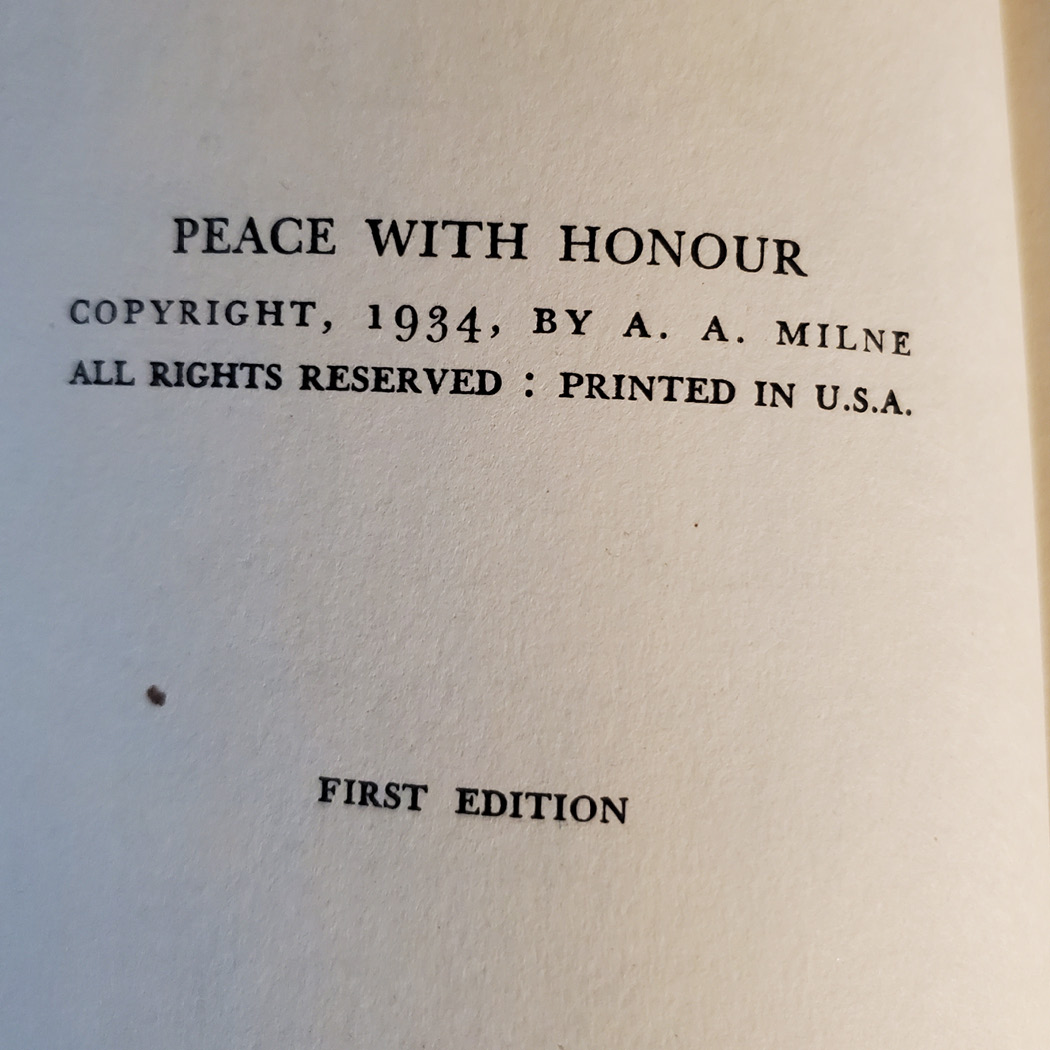 PEACE WITH HONOUR
COPYRIGHT, 1934, BY A. A. MILNE
ALL RIGHTS RESERVED : PRINTED IN U.S.A.
FIRST EDITION